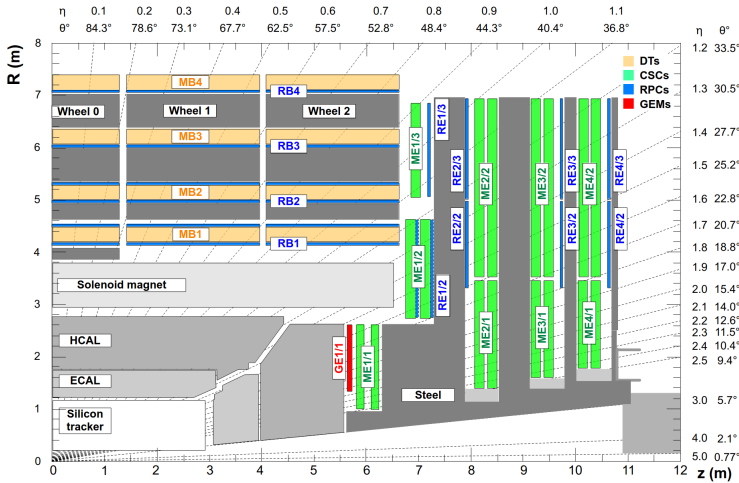 η 0.1 0.2 0.3 0.4 0.5 0.6 0.7 0.8 0.9 1.0 1.1
θ° 84.3° 78.6° 73.1° 67.7° 62.5° 57.5° 52.8° 48.4° 44.3° 40.4° 36.8° η θ°
R (m)
8
7
6
5
4
3
2
1
0
MB4
RB4
Wheel 0 Wheel 1 Wheel 2
MB3
RB3
MB2
RB2
MB1
RB1
Solenoid magnet
HCAL
ECAL
Silicon
tracker
Steel
GE1/1
ME1/1
ME1/2
ME1/3
RE1/3
RE1/2
RE2/3
RE2/2
ME2/2
ME2/1
ME3/2
ME3/1
RE3/3
RE3/2
ME4/2
ME4/1
RE4/3
RE4/2
DTs
CSCs
RPCs
GEMs
1.2 33.5°
1.3 30.5°
1.4 27.7°
1.5 25.2°
1.6 22.8°
1.7 20.7°
1.8 18.8°
1.9 17.0°
2.0 15.4°
2.1 14.0°
2.2 12.6°
2.3 11.5°
2.4 10.4°
2.5 9.4°
3.0 5.7°
4.0 2.1°
5.0 0.77°
0 1 2 3 4 5 6 7 8 9 10 11 12
z (m)